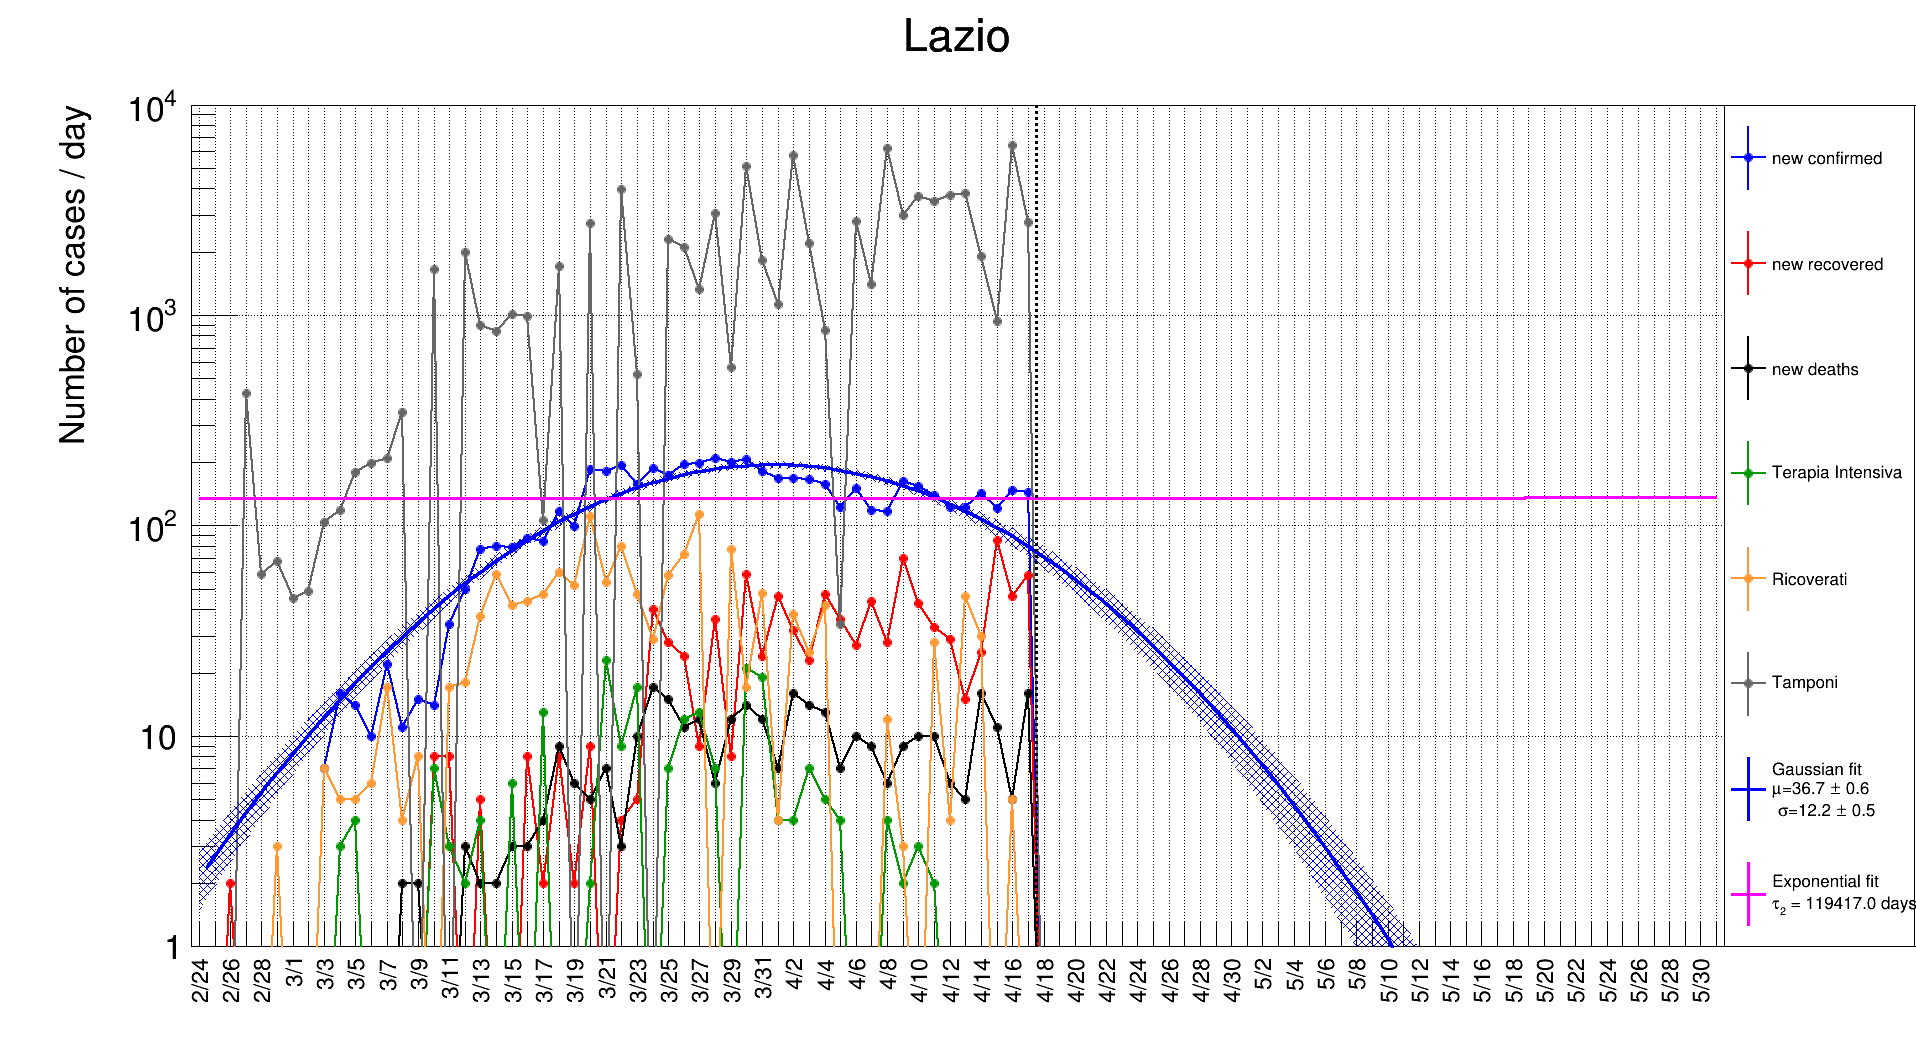 Lazio
Number of cases / day
10⁴
10³
10²
10
1
2/24 2/26 2/28 3/1 3/3 3/5 3/7 3/9 3/11 3/13 3/15 3/17 3/19 3/21 3/23 3/25 3/27 3/29 3/31 4/2 4/4 4/6 4/8 4/10 4/12 4/14 4/16 4/18 4/20 4/22 4/24 4/26 4/28 4/30 5/2 5/4 5/6 5/8 5/10 5/12 5/14 5/16 5/18 5/20 5/22 5/24 5/26 5/28 5/30
new confirmed
new recovered
new deaths
Terapia Intensiva
Ricoverati
Tamponi
Gaussian fit
μ=36.7 ± 0.6
σ=12.2 ± 0.5
Exponential fit
τ₂ = 119417.0 days